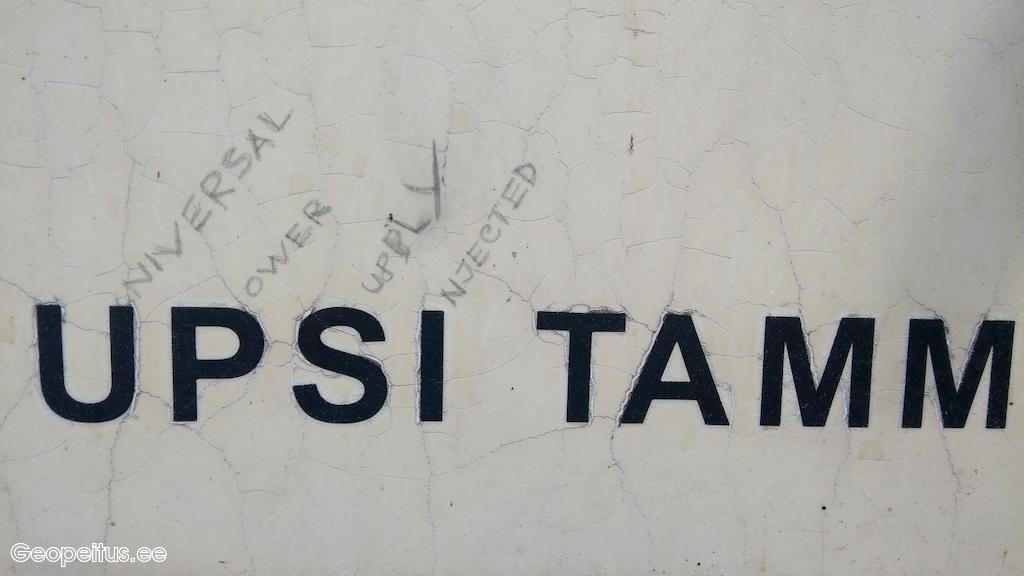 NIVERSAL
OWER
UPPLY
NJECTED
UPSI TAMM
Geopeitus.ee